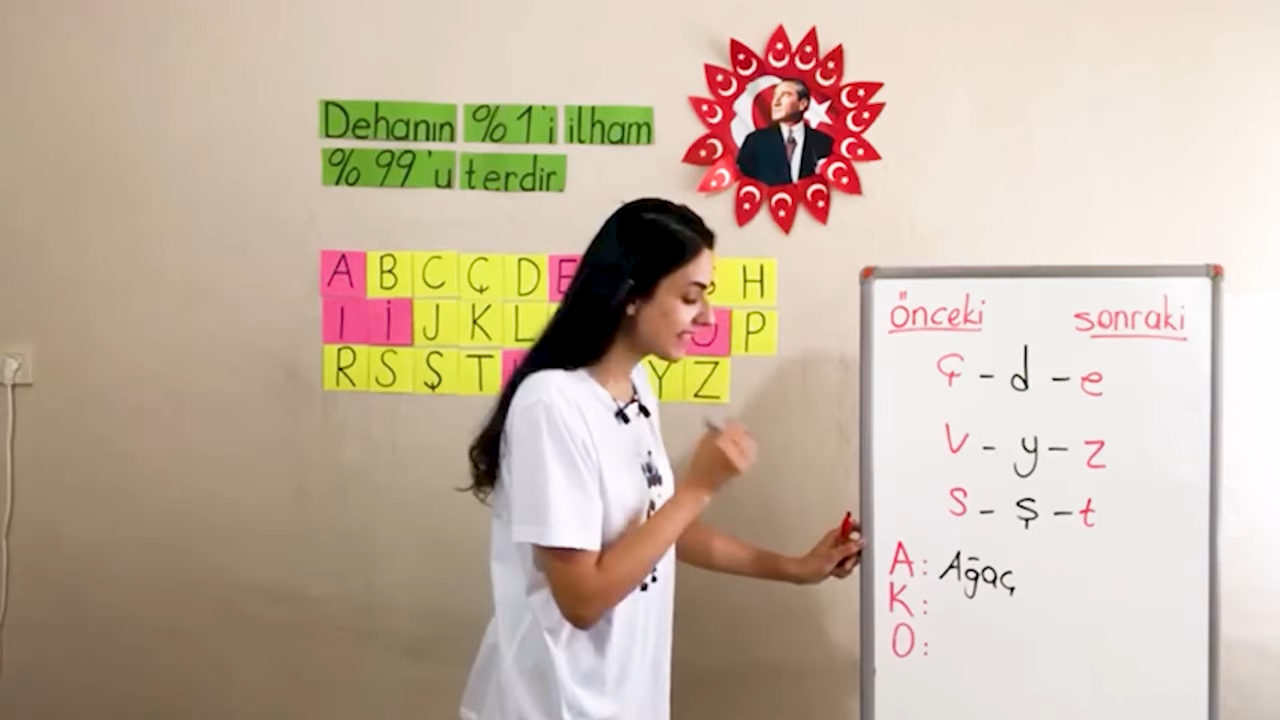 Dehanın %1'i ilham
%99'u terdir.
A B C Ç D E H
I İ J K L P
R S Ş T Y Z
önceki sonraki
ç - d - e
v - y - z
s - ş - t
A: Ağaç
K:
O: